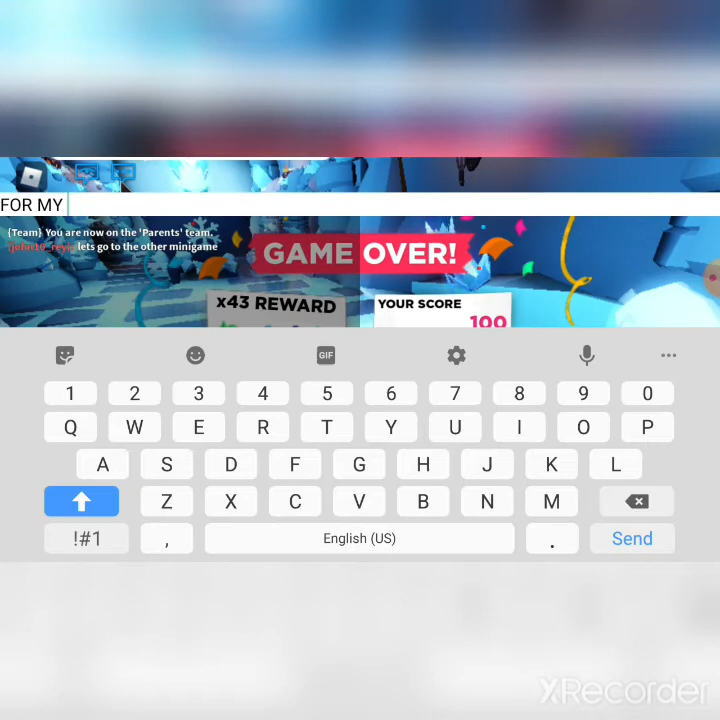 FOR MY
{Team} You are now on the 'Parents' team.
lets go to the other minigame
GAME OVER!
x43 REWARD
YOUR SCORE
100
GIF
1 2 3 4 5 6 7 8 9 0
Q W E R T Y U I O P
A S D F G H J K L
Z X C V B N M
!#1 , English (US) . Send
XRecorder